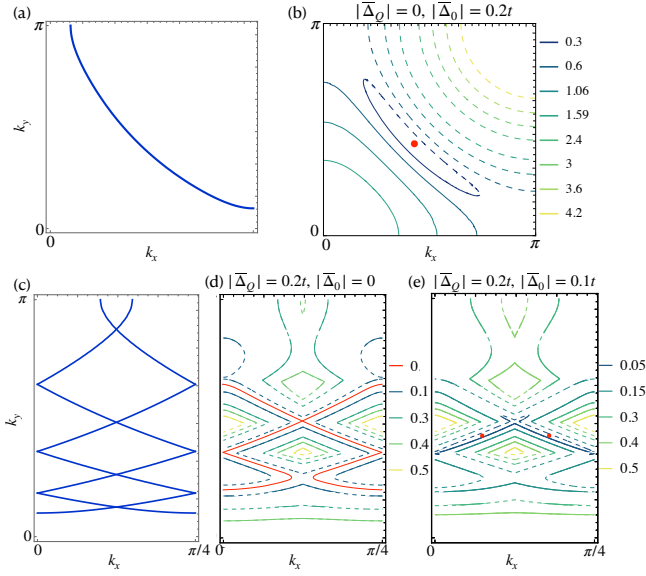 (a)
π
k_y
0
0
k_x
(b)
|Δ̅_Q| = 0, |Δ̅_0| = 0.2t
π
k_y
0
0
k_x
π
0.3
0.6
1.06
1.59
2.4
3
3.6
4.2
(c)
π
k_y
0
0
k_x
π/4
(d)
|Δ̅_Q| = 0.2t, |Δ̅_0| = 0
0
k_x
π/4
0
0.1
0.3
0.4
0.5
(e)
|Δ̅_Q| = 0.2t, |Δ̅_0| = 0.1t
0
k_x
π/4
0.05
0.15
0.3
0.4
0.5